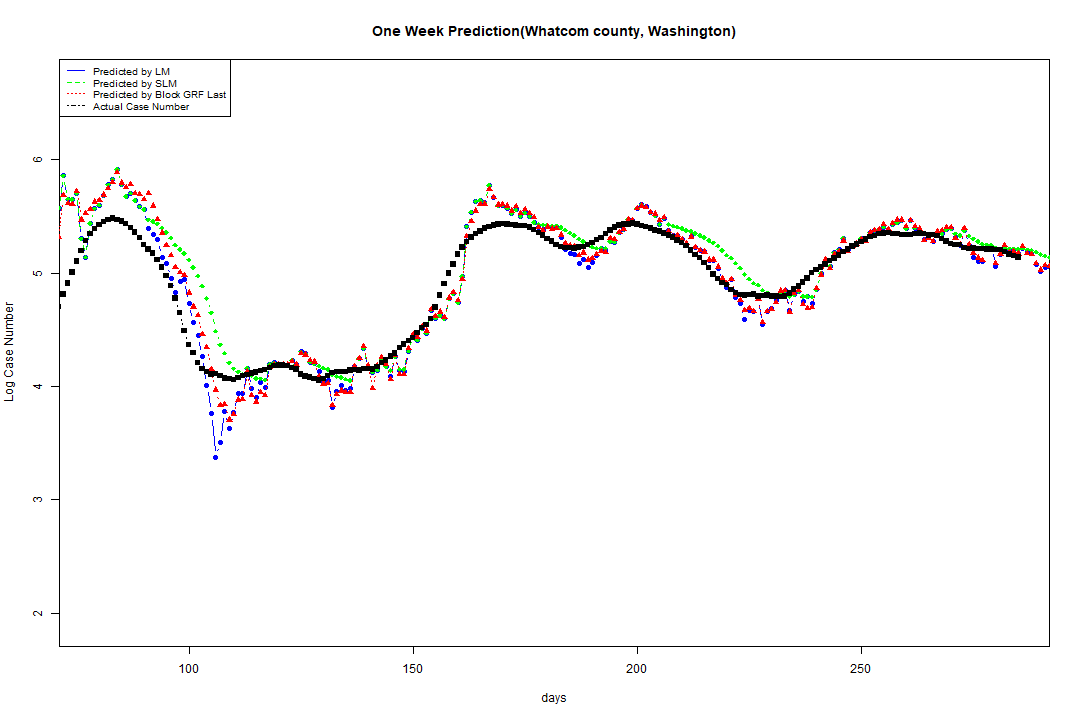 One Week Prediction(Whatcom county, Washington)
Predicted by LM
Predicted by SLM
Predicted by Block GRF Last
Actual Case Number
6
5
4
3
2
Log Case Number
100 150 200 250
days